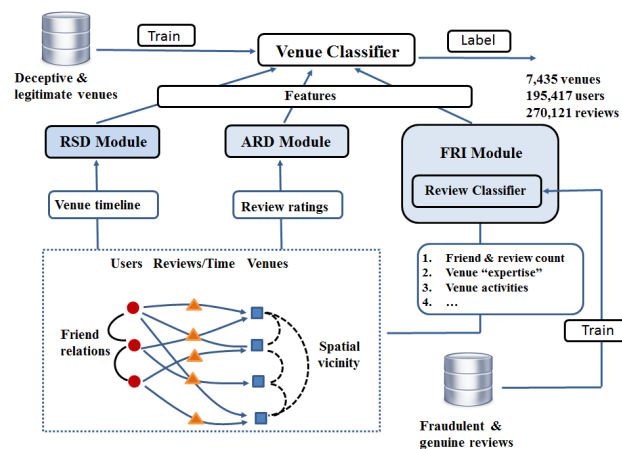 Train
Venue Classifier
Label
Deceptive &
legitimate venues
7,435 venues
195,417 users
270,121 reviews
Features
RSD Module
ARD Module
FRI Module
Review Classifier
Venue timeline
Review ratings
1. Friend & review count
2. Venue “expertise”
3. Venue activities
4. …
Users Reviews/Time Venues
Friend
relations
Spatial
vicinity
Train
Fraudulent &
genuine reviews